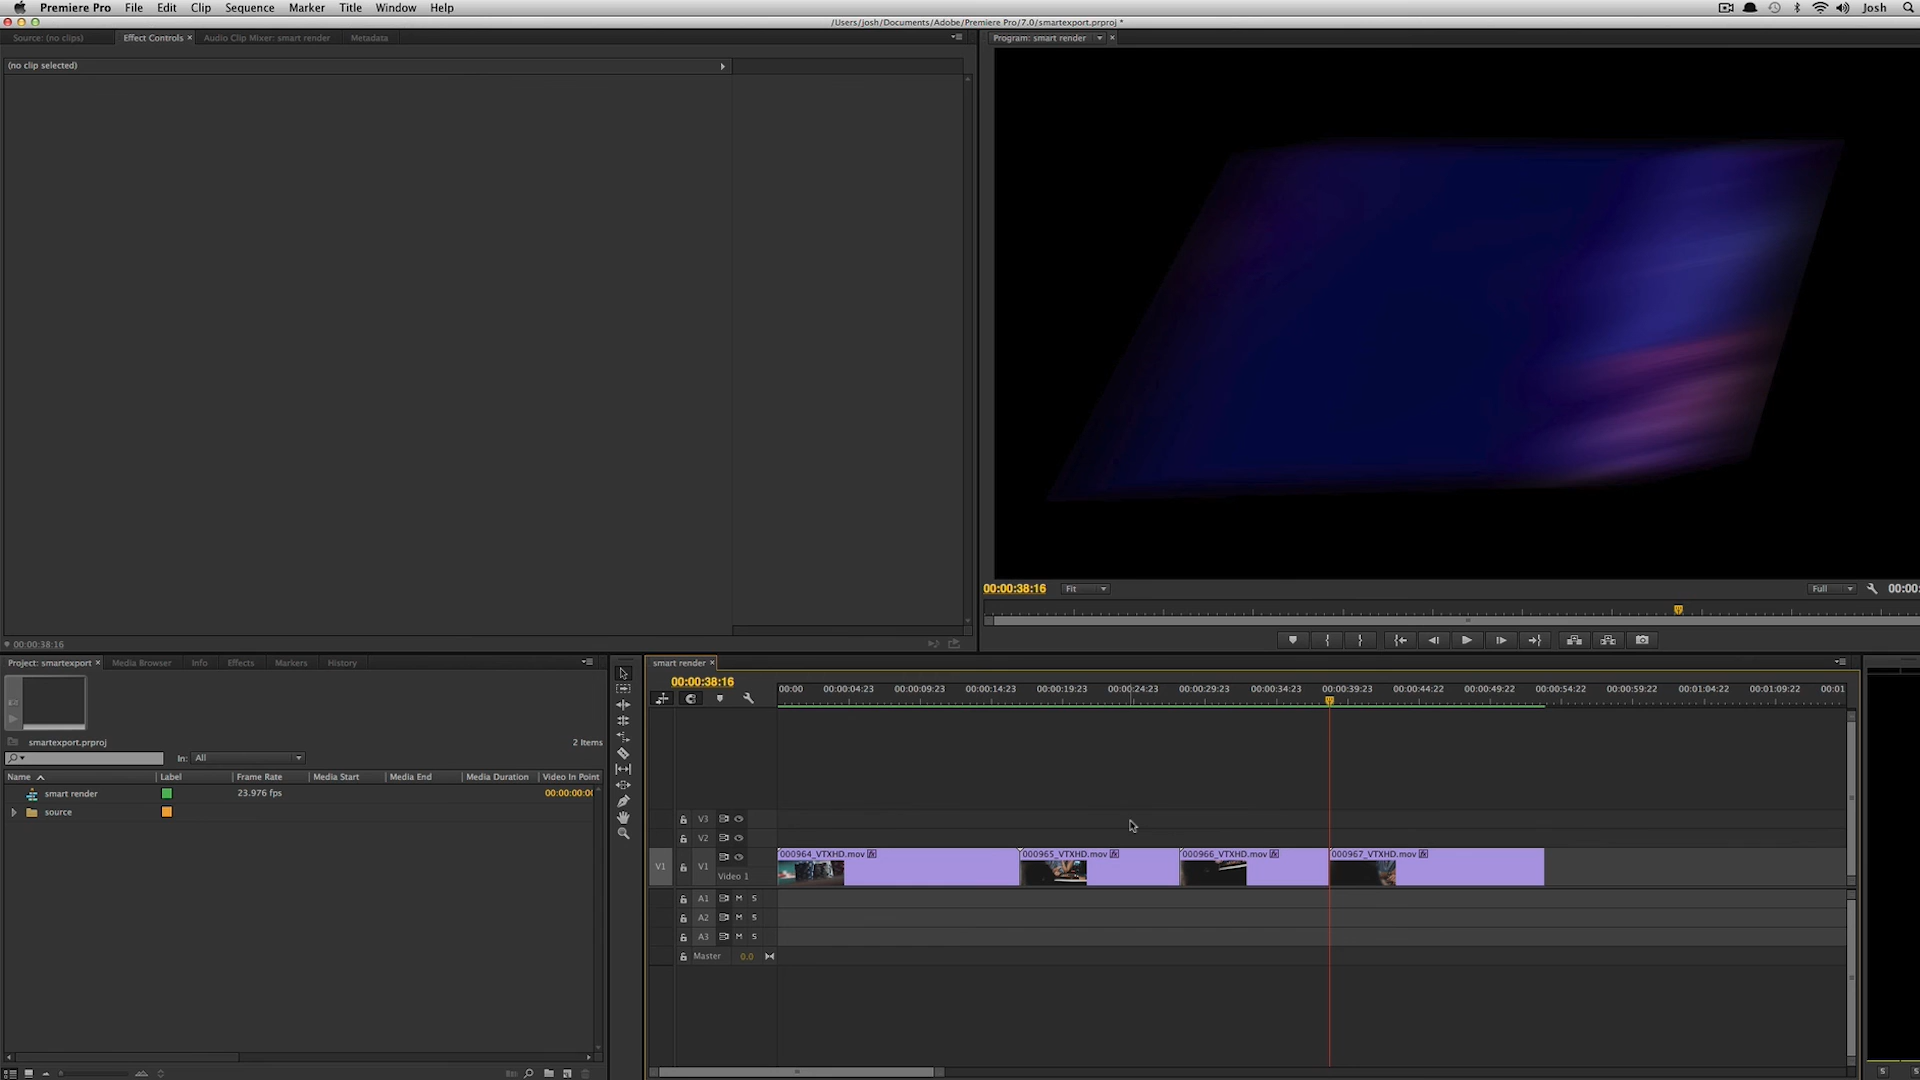 Premiere Pro File Edit Clip Sequence Marker Title Window Help Josh
/Users/josh/Documents/Adobe/Premiere Pro/7.0/smartexport.prproj *
Source: (no clips) Effect Controls × Audio Clip Mixer: smart render Metadata
Program: smart render ×
(no clip selected)
00:00:38:16 Fit Full 00:00:
00:00:38:16
Project: smartexport × Media Browser Info Effects Markers History
smart render ×
00:00:38:16
00:00 00:00:04:23 00:00:09:23 00:00:14:23 00:00:19:23 00:00:24:23 00:00:29:23 00:00:34:23 00:00:39:23 00:00:44:22 00:00:49:22 00:00:54:22 00:00:59:22 00:01:04:22 00:01:09:22 00:01
smartexport.prproj 2 Items
In: All
Name Label Frame Rate Media Start Media End Media Duration Video In Point
smart render 23.976 fps 00:00:00:00
source
V3
V2
V1 V1 Video 1
000964_VTXHD.mov fx 000965_VTXHD.mov fx 000966_VTXHD.mov fx 000967_VTXHD.mov fx
A1 M S
A2 M S
A3 M S
Master 0.0
S S